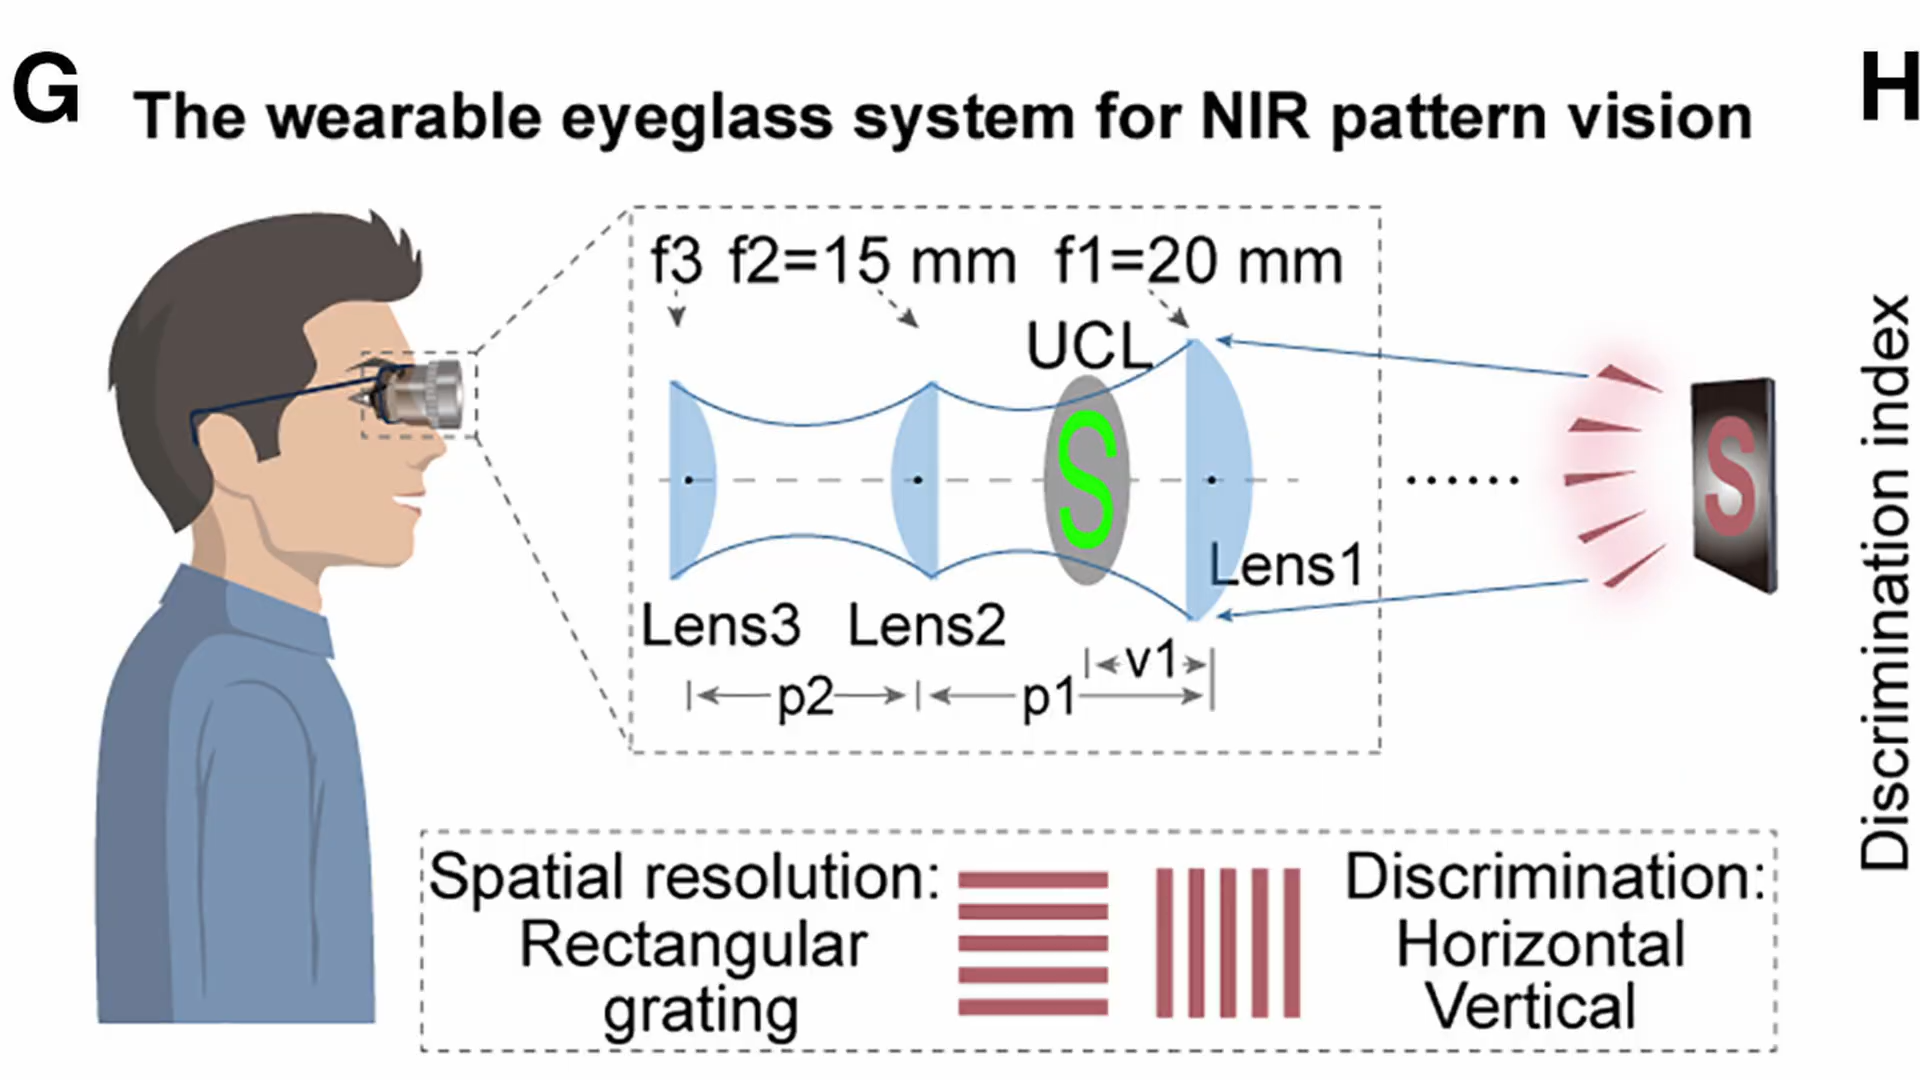 G
The wearable eyeglass system for NIR pattern vision
H
f3 f2=15 mm f1=20 mm
UCL
S
S
Lens1
Lens3 Lens2
v1
p2 p1
Spatial resolution:
Rectangular
grating
Discrimination:
Horizontal
Vertical
Discrimination index